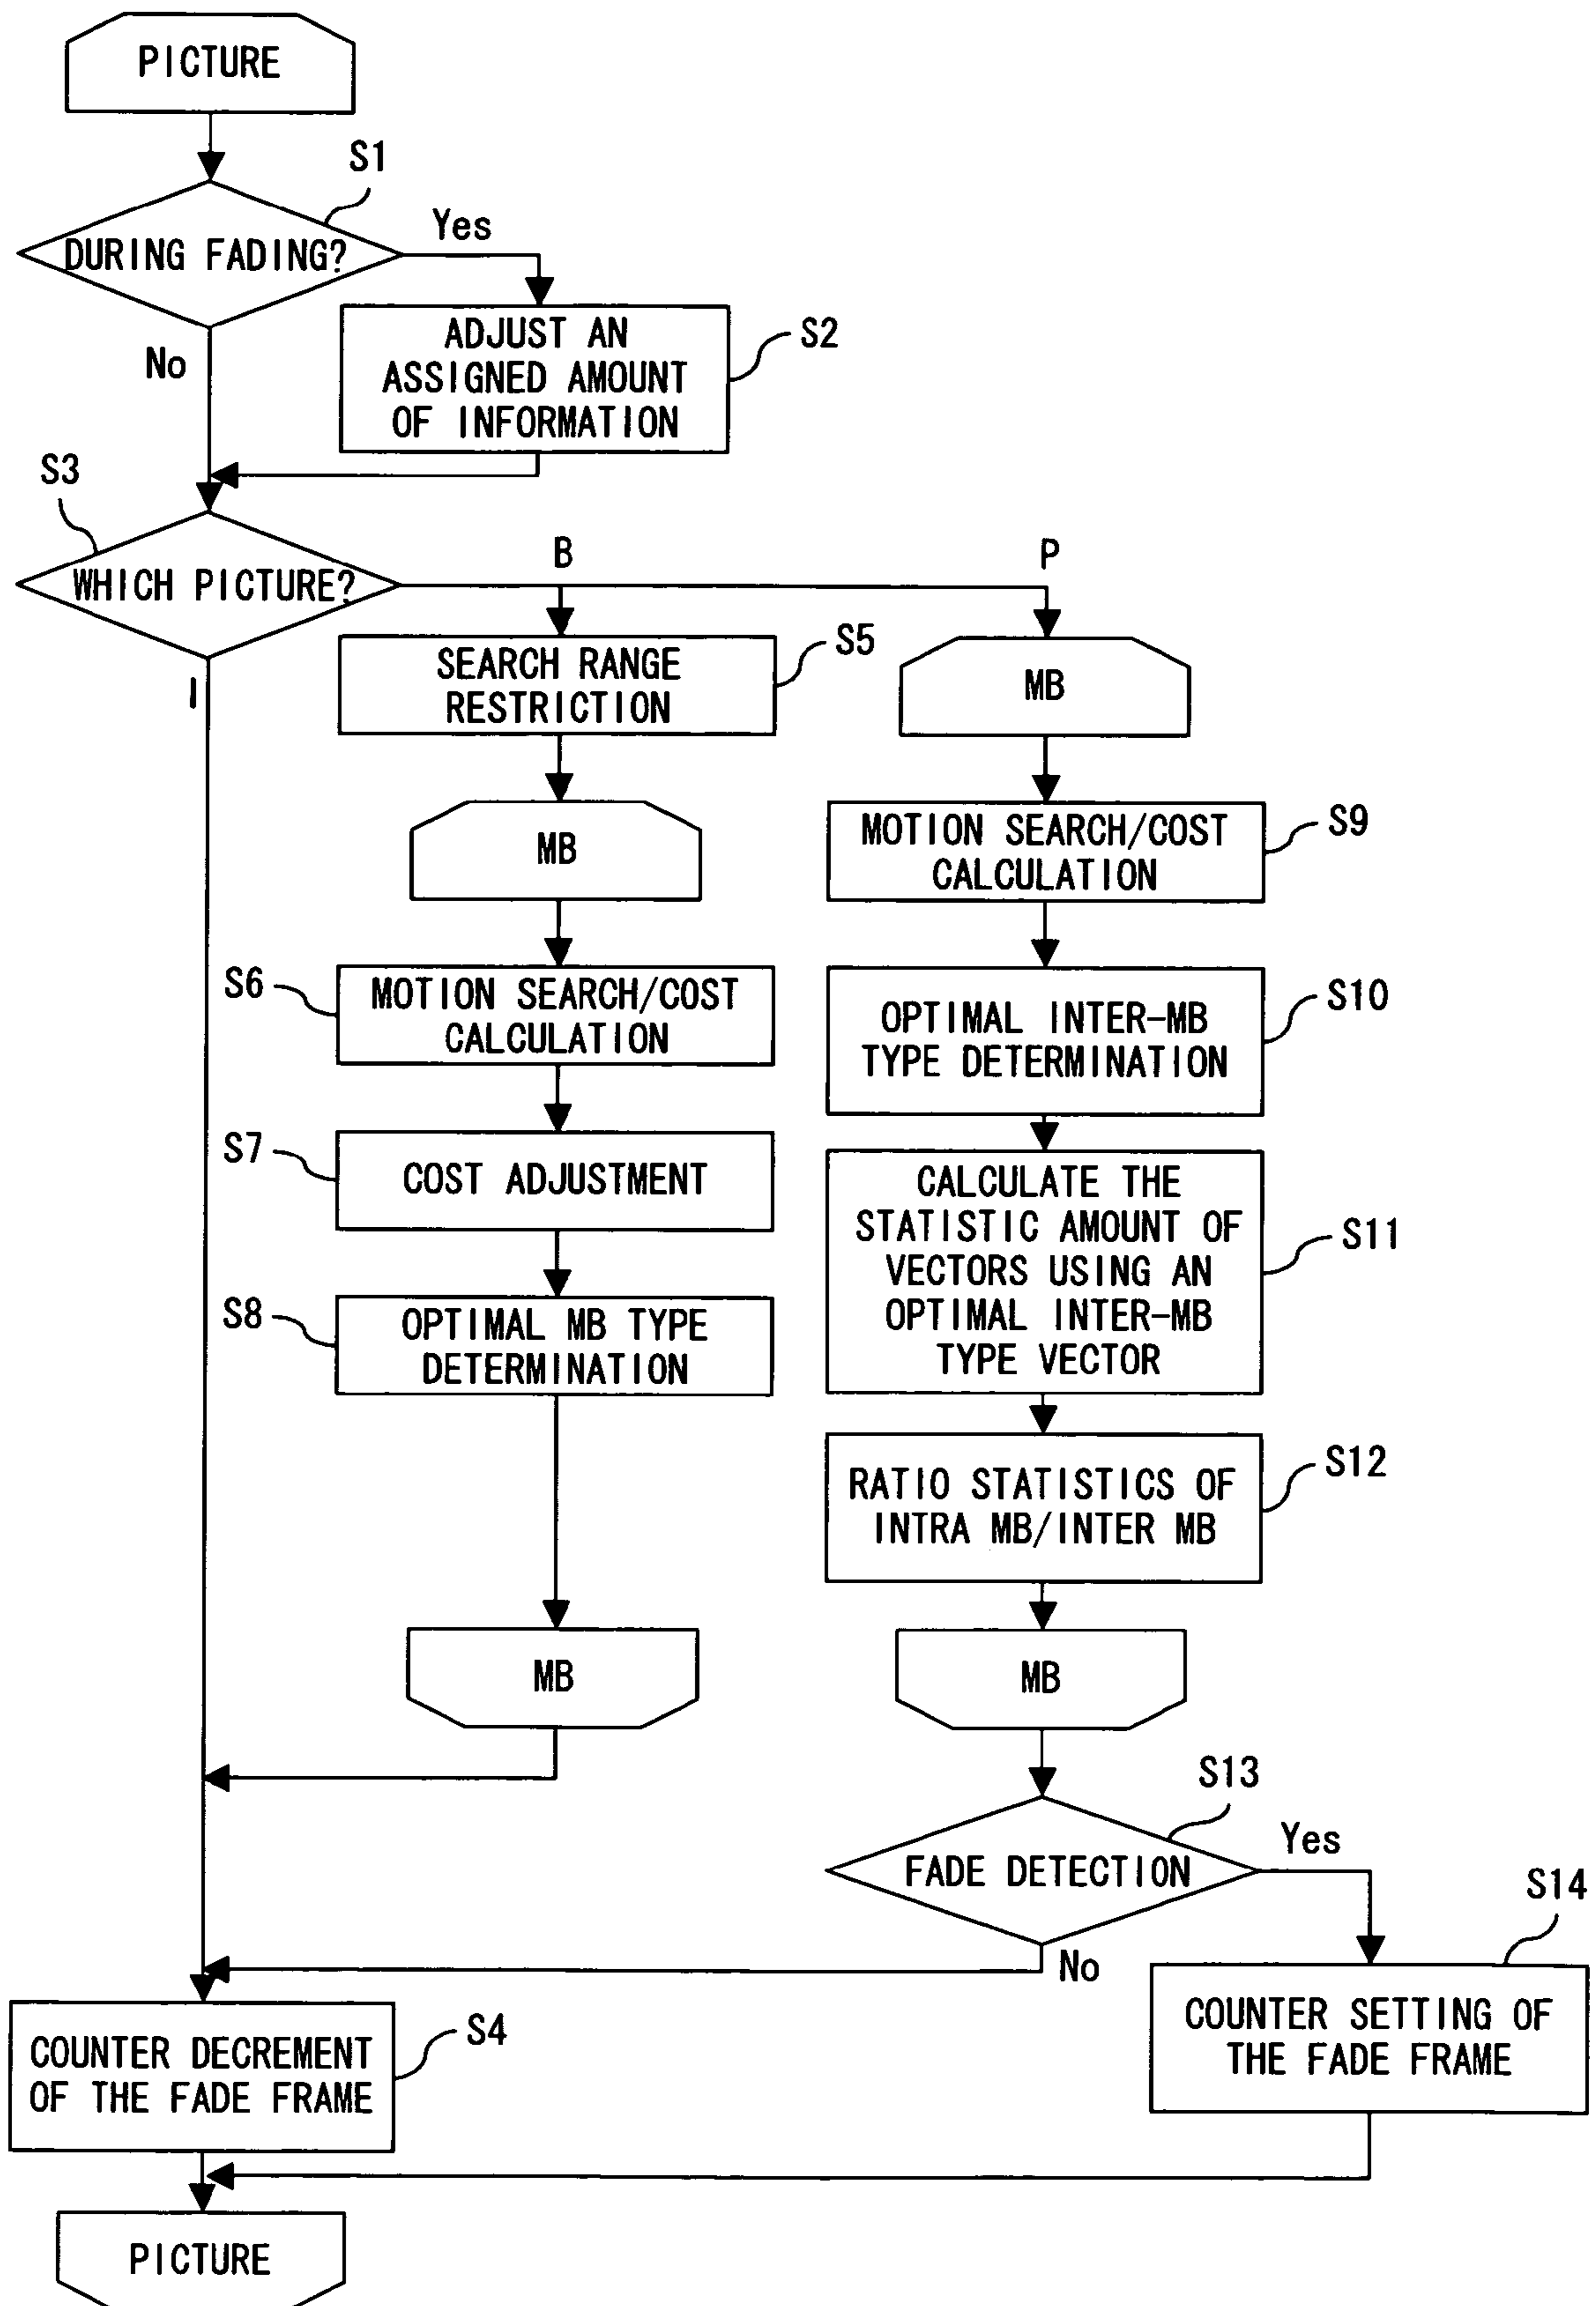 PICTURE
S1
DURING FADING?
Yes
No
ADJUST AN
ASSIGNED AMOUNT
OF INFORMATION
S2
S3
WHICH PICTURE?
B
P
I
SEARCH RANGE
RESTRICTION
S5
MB
MB
MOTION SEARCH/COST
CALCULATION
S9
S6
MOTION SEARCH/COST
CALCULATION
OPTIMAL INTER-MB
TYPE DETERMINATION
S10
S7
COST ADJUSTMENT
CALCULATE THE
STATISTIC AMOUNT OF
VECTORS USING AN
OPTIMAL INTER-MB
TYPE VECTOR
S11
S8
OPTIMAL MB TYPE
DETERMINATION
RATIO STATISTICS OF
INTRA MB/INTER MB
S12
MB
MB
S13
FADE DETECTION
Yes
No
S14
COUNTER SETTING OF
THE FADE FRAME
COUNTER DECREMENT
OF THE FADE FRAME
S4
PICTURE